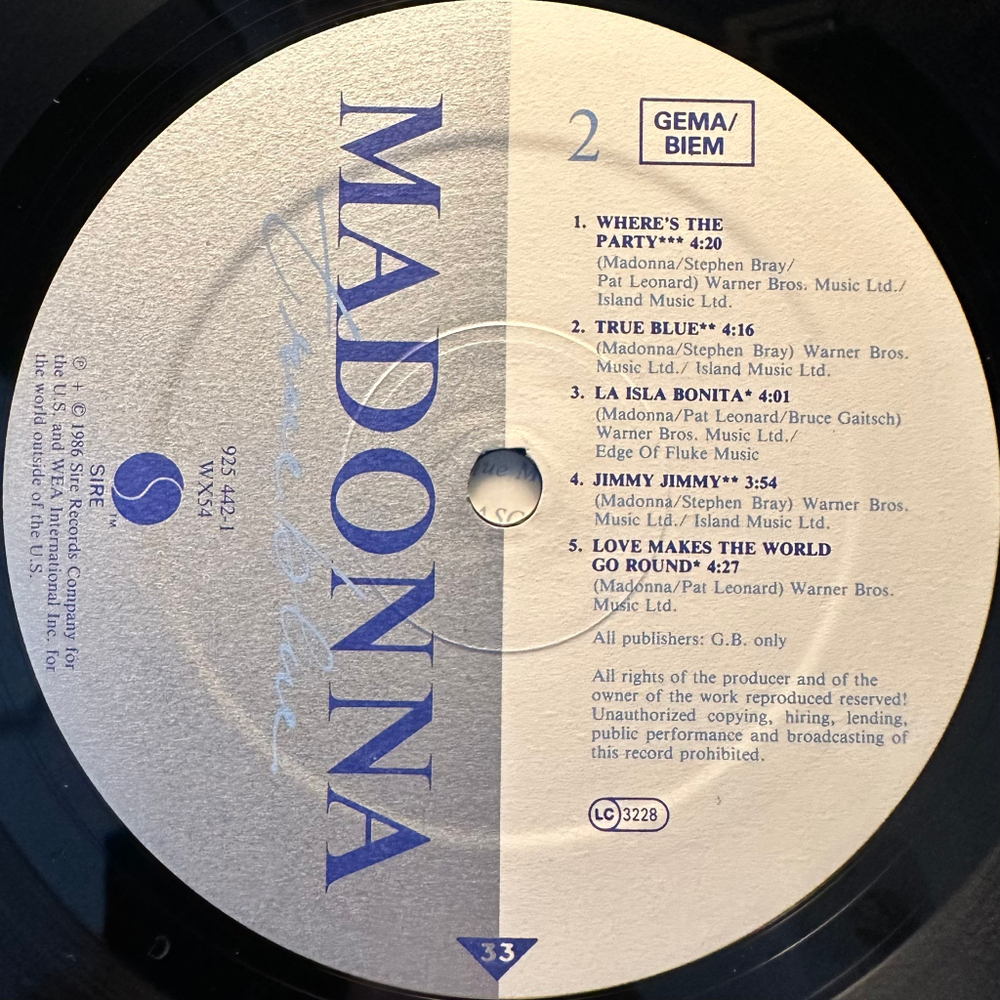 MADONNA
True Blue
925 442-1
WX54
SIRE
™
℗ + © 1986 Sire Records Company for
the U.S. and WEA International Inc. for
the world outside of the U.S.
2
GEMA/
BIEM
1. WHERE'S THE
PARTY*** 4:20
(Madonna/Stephen Bray/
Pat Leonard) Warner Bros. Music Ltd./
Island Music Ltd.
2. TRUE BLUE** 4:16
(Madonna/Stephen Bray) Warner Bros.
Music Ltd./ Island Music Ltd.
3. LA ISLA BONITA* 4:01
(Madonna/Pat Leonard/Bruce Gaitsch)
Warner Bros. Music Ltd./
Edge Of Fluke Music
4. JIMMY JIMMY** 3:54
(Madonna/Stephen Bray) Warner Bros.
Music Ltd./ Island Music Ltd.
5. LOVE MAKES THE WORLD
GO ROUND* 4:27
(Madonna/Pat Leonard) Warner Bros.
Music Ltd.
All publishers: G.B. only
All rights of the producer and of the
owner of the work reproduced reserved!
Unauthorized copying, hiring, lending,
public performance and broadcasting of
this record prohibited.
LC 3228
33